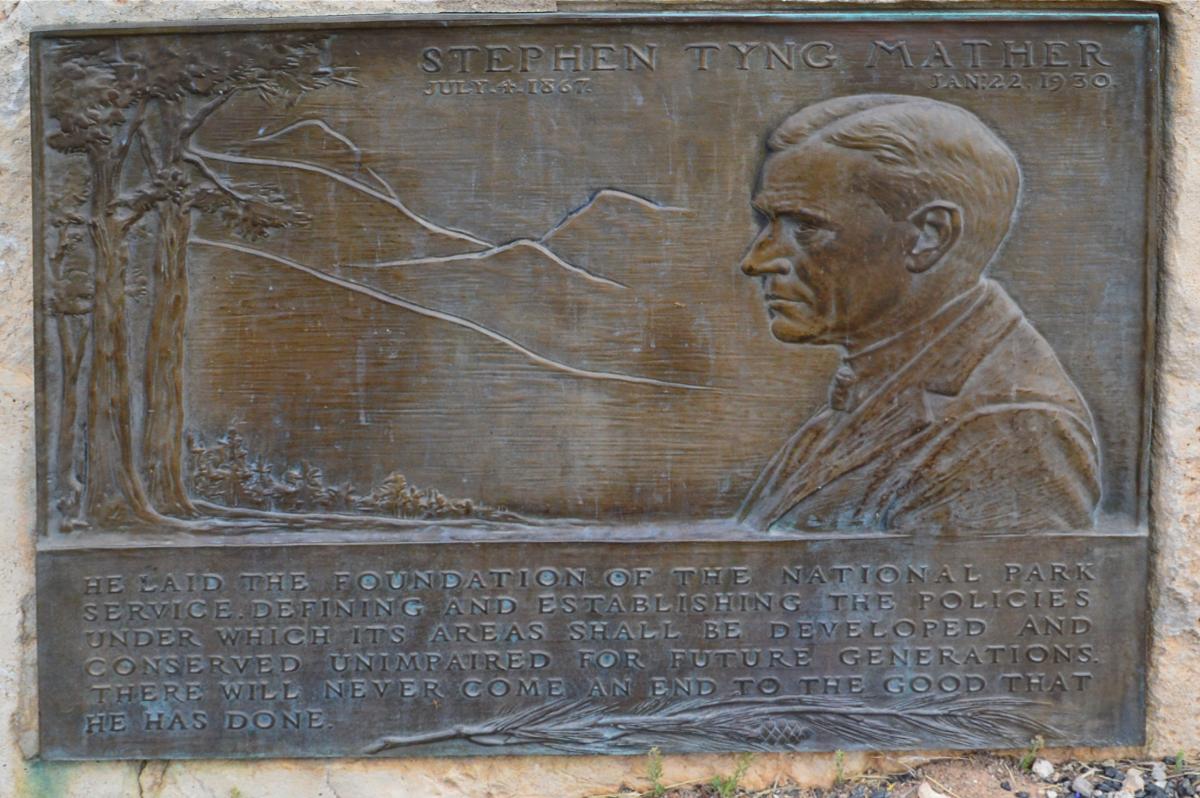 STEPHEN TYNG MATHER
JULY.4.1867. JAN.22.1930.
HE LAID THE FOUNDATION OF THE NATIONAL PARK
SERVICE. DEFINING AND ESTABLISHING THE POLICIES
UNDER WHICH ITS AREAS SHALL BE DEVELOPED AND
CONSERVED UNIMPAIRED FOR FUTURE GENERATIONS.
THERE WILL NEVER COME AN END TO THE GOOD THAT
HE HAS DONE.